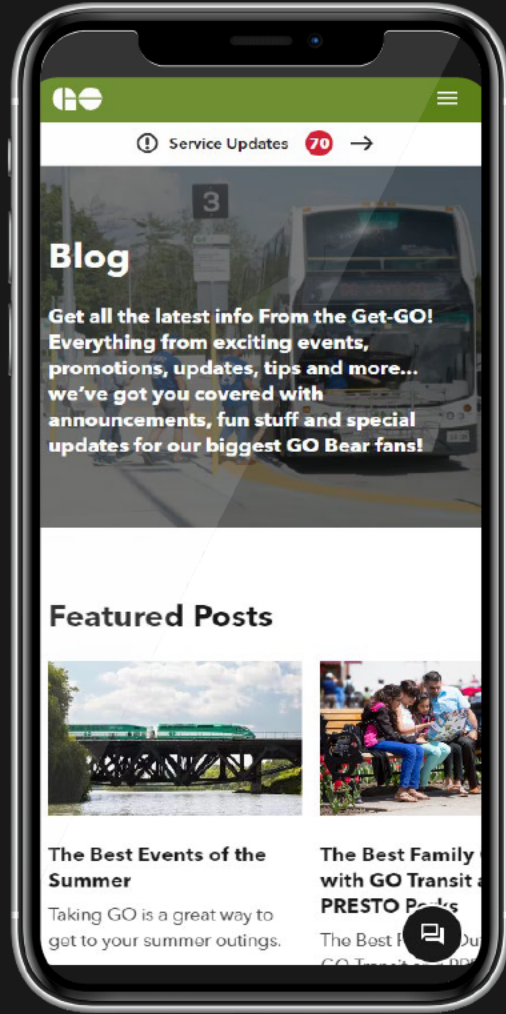 GO
Service Updates 70
3
Blog
Get all the latest info From the Get-GO!
Everything from exciting events,
promotions, updates, tips and more...
we've got you covered with
announcements, fun stuff and special
updates for our biggest GO Bear fans!
Featured Posts
The Best Events of the
Summer
Taking GO is a great way to
get to your summer outings.
The Best Family
with GO Transit
PRESTO
The Best